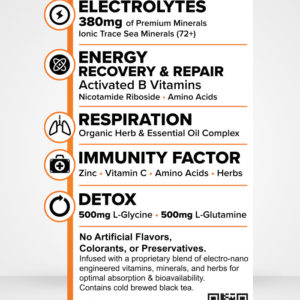 ELECTROLYTES
380mg of Premium Minerals
Ionic Trace Sea Minerals (72+)
ENERGY
RECOVERY & REPAIR
Activated B Vitamins
Nicotamide Riboside • Amino Acids
RESPIRATION
Organic Herb & Essential Oil Complex
IMMUNITY FACTOR
Zinc • Vitamin C • Amino Acids • Herbs
DETOX
500mg L-Glycine • 500mg L-Glutamine
No Artificial Flavors,
Colorants, or Preservatives.
Infused with a proprietary blend of electro-nano
engineered vitamins, minerals, and herbs for
optimal absorption & bioavailability.
Contains cold brewed black tea.